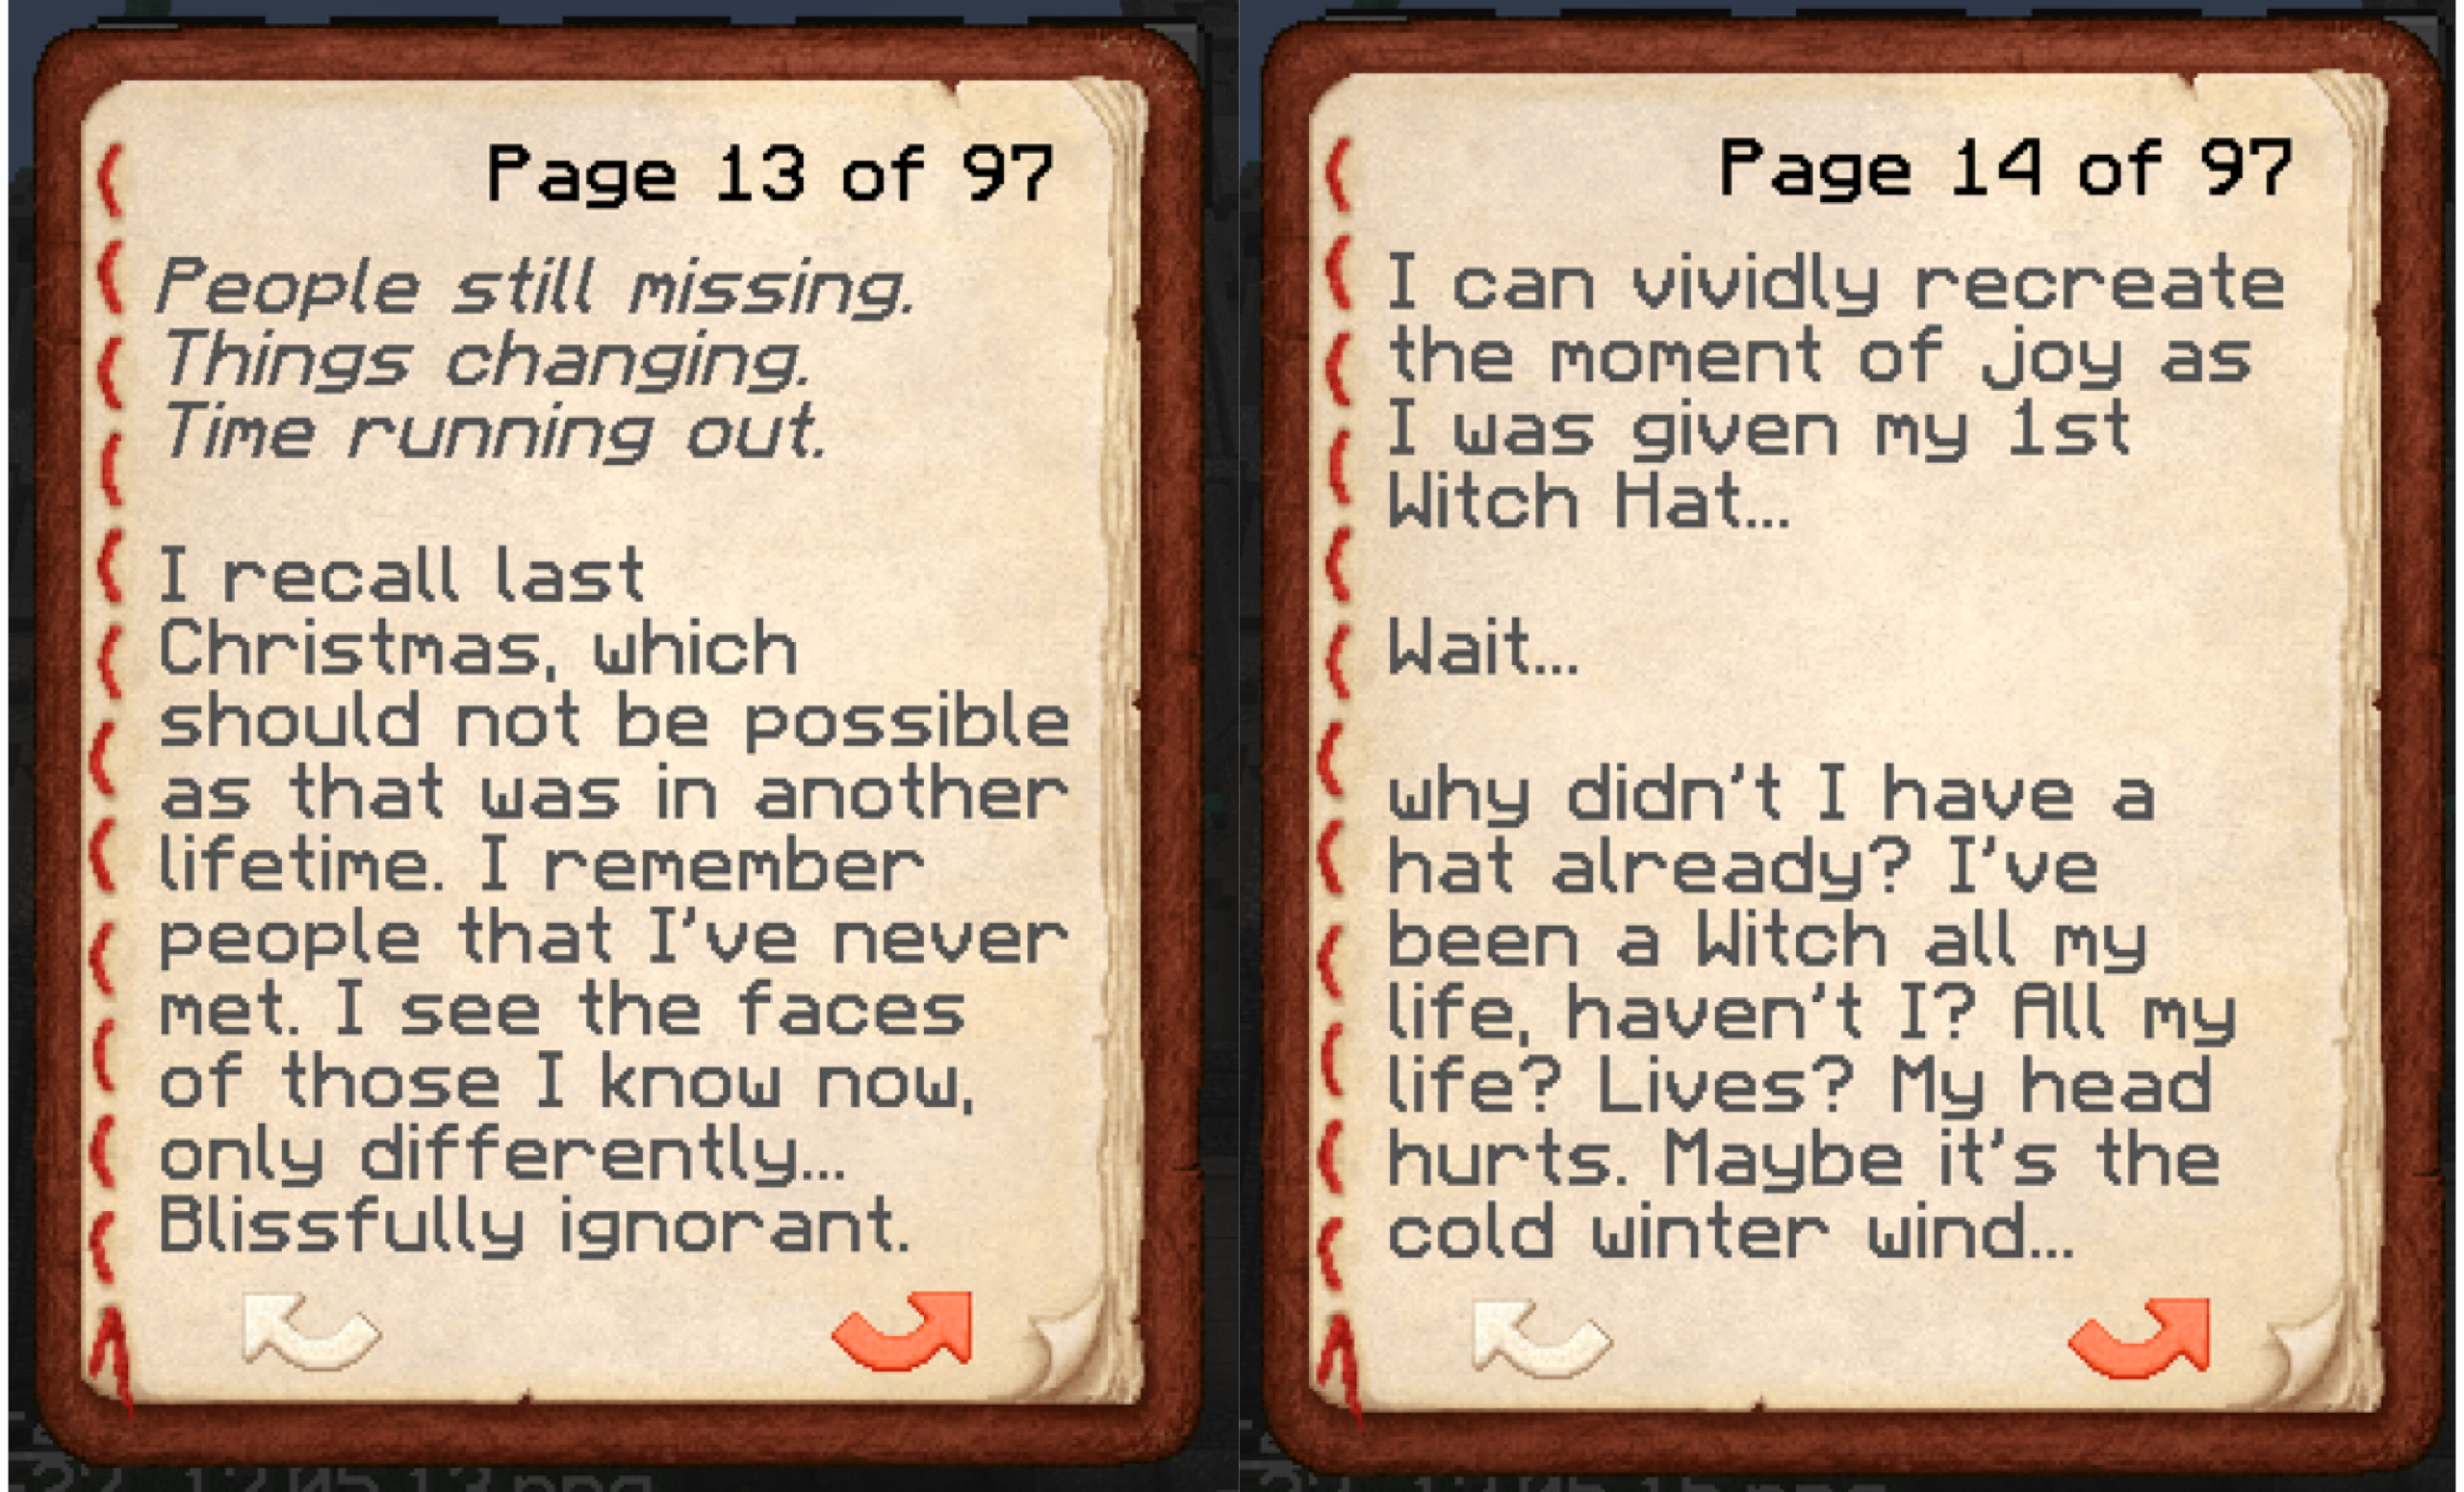 Page 13 of 97
People still missing.
Things changing.
Time running out.
I recall last
Christmas, which
should not be possible
as that was in another
lifetime. I remember
people that I've never
met. I see the faces
of those I know now,
only differently...
Blissfully ignorant.
Page 14 of 97
I can vividly recreate
the moment of joy as
I was given my 1st
Witch Hat...
Wait...
why didn't I have a
hat already? I've
been a Witch all my
life, haven't I? All my
life? Lives? My head
hurts. Maybe it's the
cold winter wind...